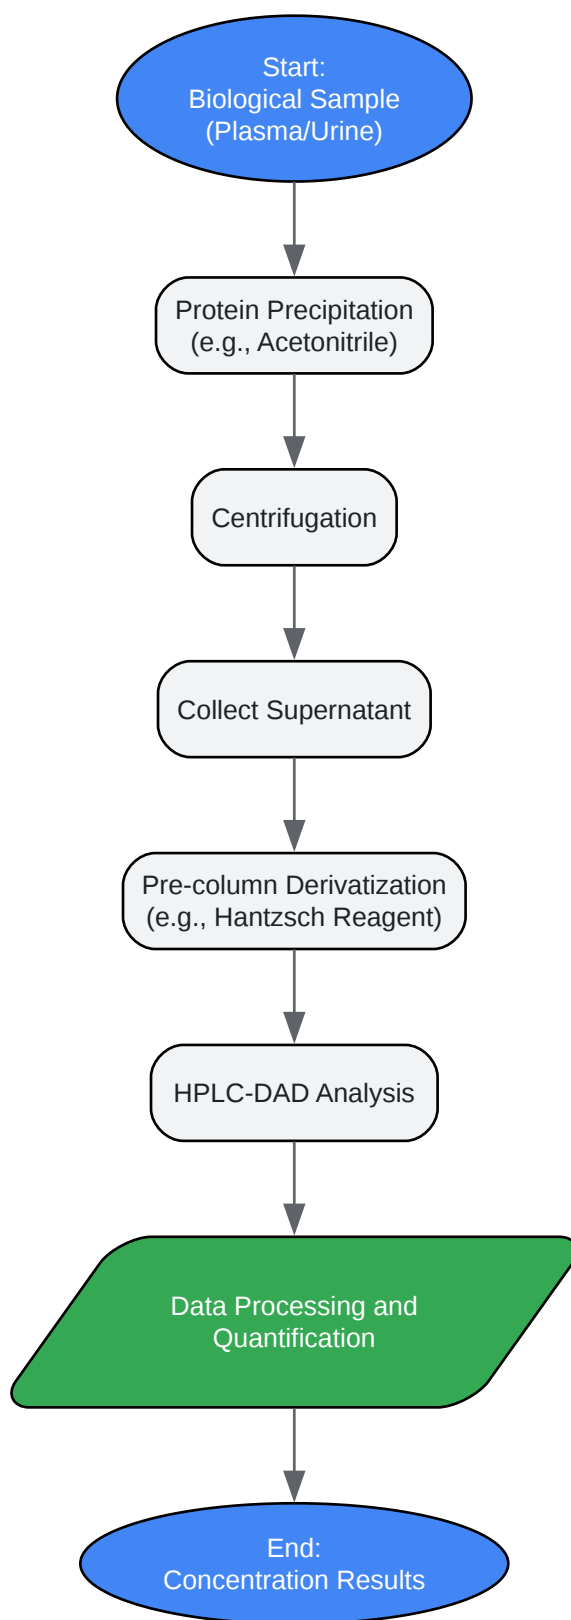 Start:
Biological Sample
(Plasma/Urine)
Protein Precipitation
(e.g., Acetonitrile)
Centrifugation
Collect Supernatant
Pre-column Derivatization
(e.g., Hantzsch Reagent)
HPLC-DAD Analysis
Data Processing and
Quantification
End:
Concentration Results